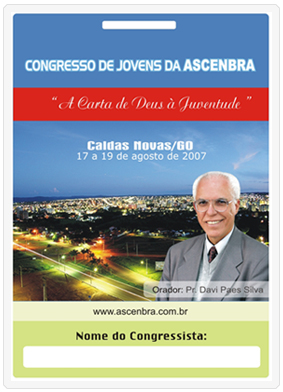 CONGRESSO DE JOVENS DA ASCENBRA
“A Carta de Deus à Juventude”
Caldas Novas/GO
17 a 19 de agosto de 2007
Orador: Pr. Davi Paes Silva
www.ascenbra.com.br
Nome do Congressista: